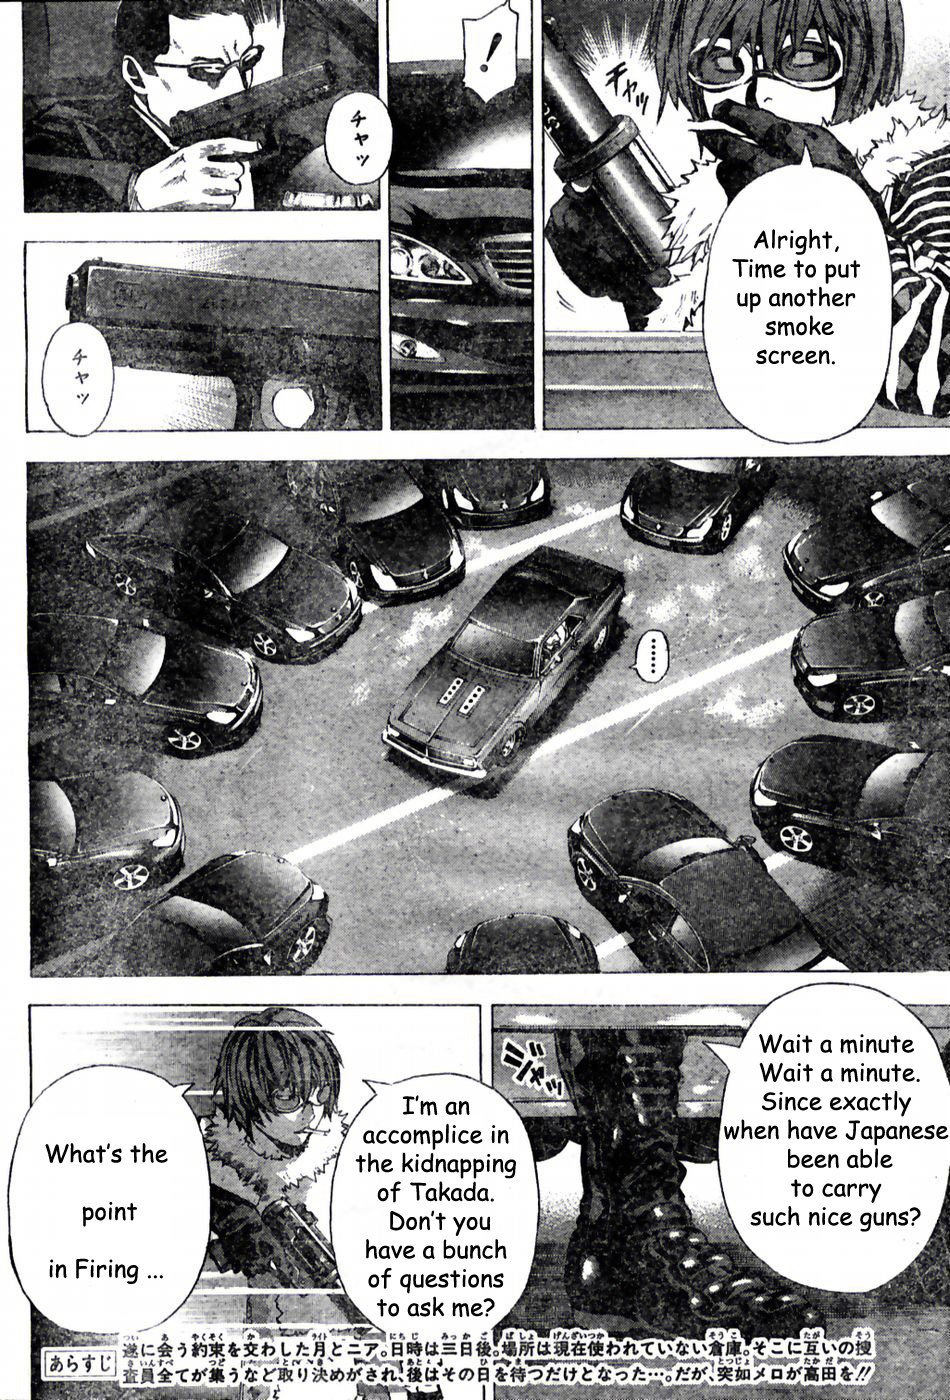 チャッ
Alright,
Time to put
up another
smoke
screen.
!
チャッ
チャッ
……
Wait a minute
Wait a minute.
Since exactly
when have Japanese
been able
to carry
such nice guns?
I'm an
accomplice in
the kidnapping
of Takada.
Don't you
have a bunch
of questions
to ask me?
What's the
point
in Firing ...
あらすじ
遂に会う約束を交わした月とニア。日時は三日後。場所は現在使われていない倉庫。そこに互いの捜
査員全てが集うなど取り決めがされ、後はその日を待つだけとなった…。だが、突如メロが高田を!!